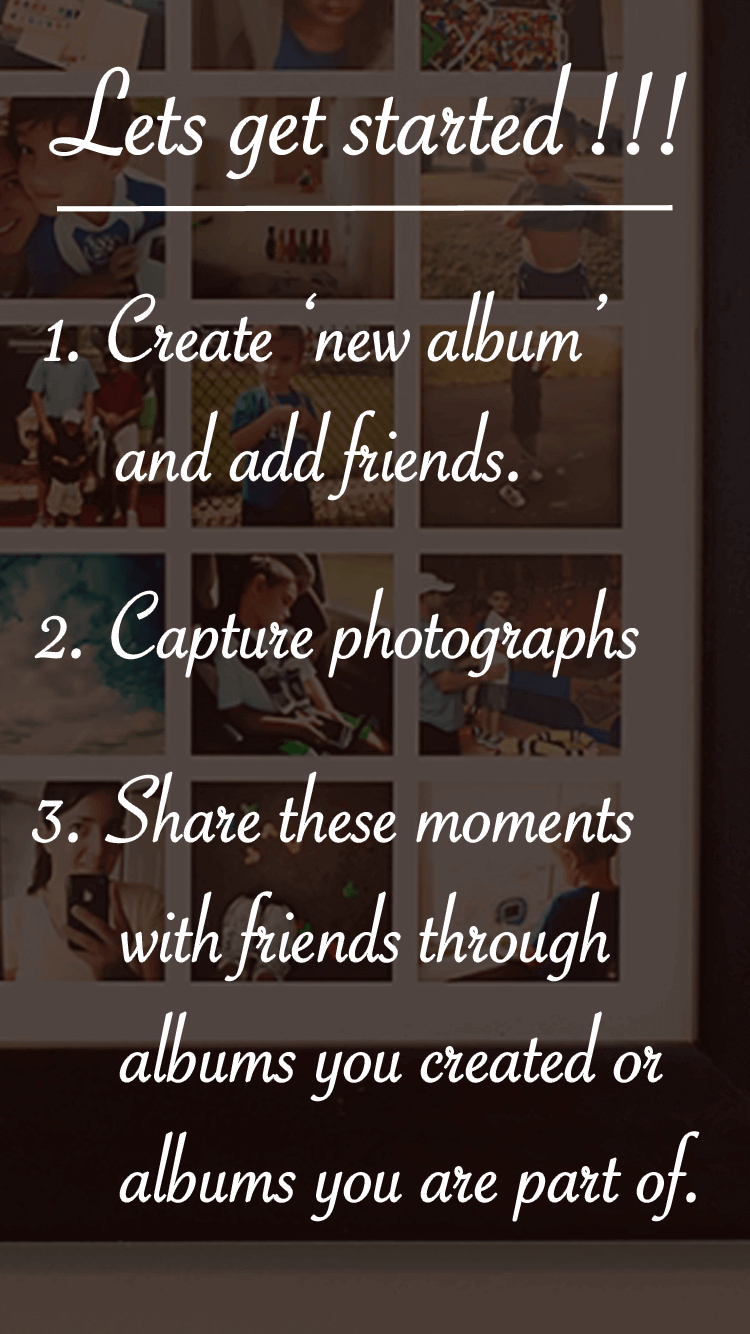 Lets get started !!!
1. Create ‘new album’
and add friends.
2. Capture photographs
3. Share these moments
with friends through
albums you created or
albums you are part of.